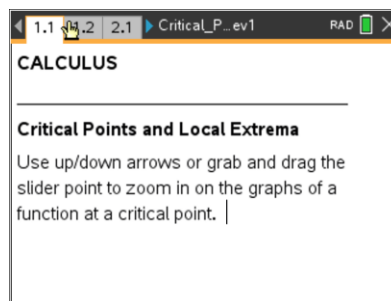 1.1 1.2 2.1 Critical_P…ev1 RAD
CALCULUS
Critical Points and Local Extrema
Use up/down arrows or grab and drag the
slider point to zoom in on the graphs of a
function at a critical point.